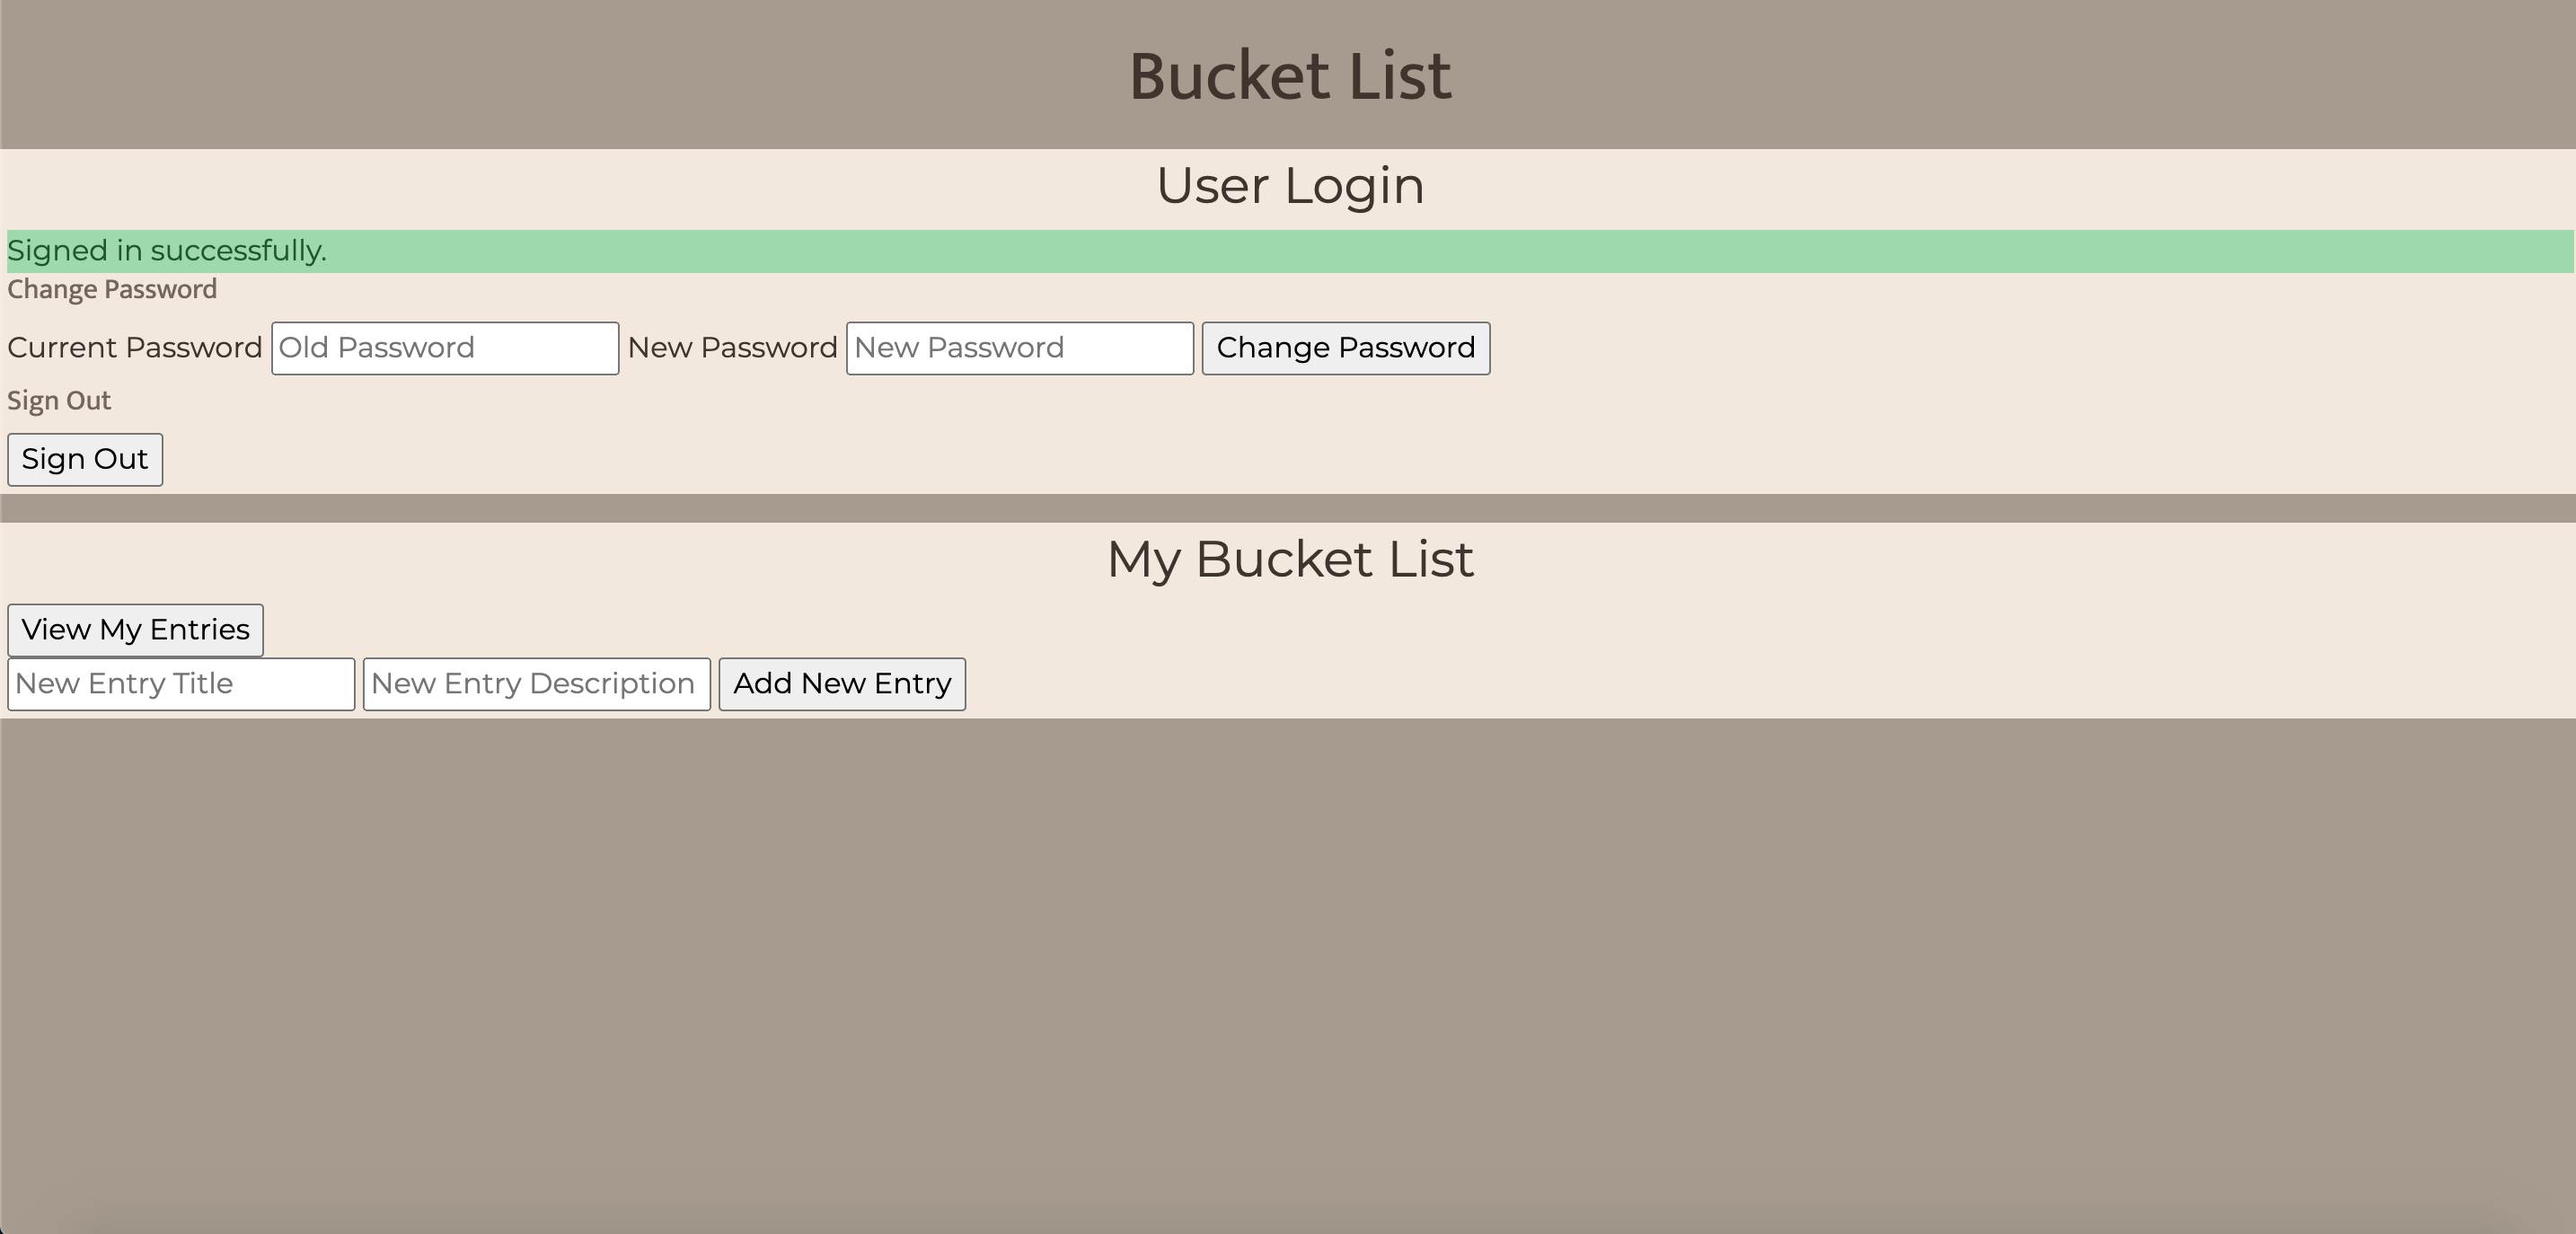 Bucket List
User Login
Signed in successfully.
Change Password
Current Password Old Password New Password New Password Change Password
Sign Out
Sign Out
My Bucket List
View My Entries
New Entry Title New Entry Description Add New Entry